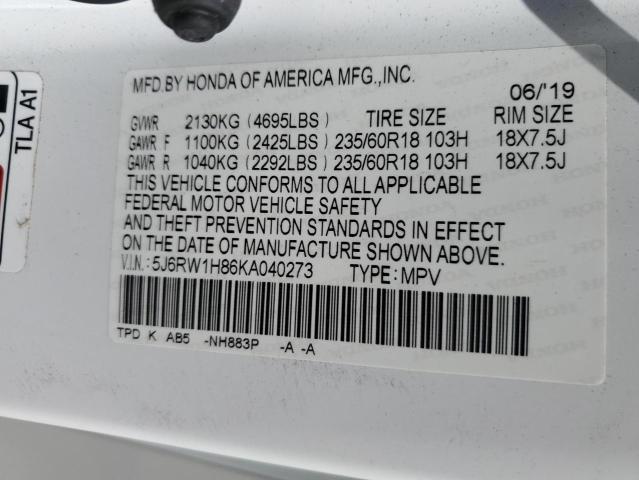 MFD.BY HONDA OF AMERICA MFG.,INC. 06/'19
GVWR 2130KG (4695LBS) TIRE SIZE RIM SIZE
GAWR F 1100KG (2425LBS) 235/60R18 103H 18X7.5J
GAWR R 1040KG (2292LBS) 235/60R18 103H 18X7.5J
THIS VEHICLE CONFORMS TO ALL APPLICABLE
FEDERAL MOTOR VEHICLE SAFETY
AND THEFT PREVENTION STANDARDS IN EFFECT
ON THE DATE OF MANUFACTURE SHOWN ABOVE.
V.I.N.: 5J6RW1H86KA040273 TYPE: MPV
TPD K AB5 -NH883P -A -A
TLA A1